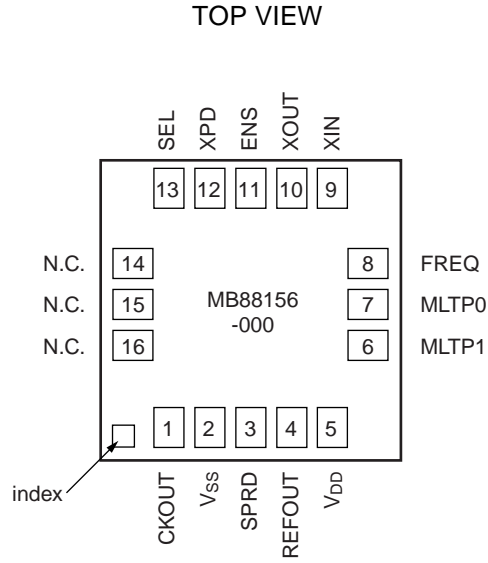 TOP VIEW
SEL
XPD
ENS
XOUT
XIN
13
12
11
10
9
N.C.
14
8
FREQ
N.C.
15
MB88156
-000
7
MLTP0
N.C.
16
6
MLTP1
1
2
3
4
5
index
CKOUT
VSS
SPRD
REFOUT
VDD